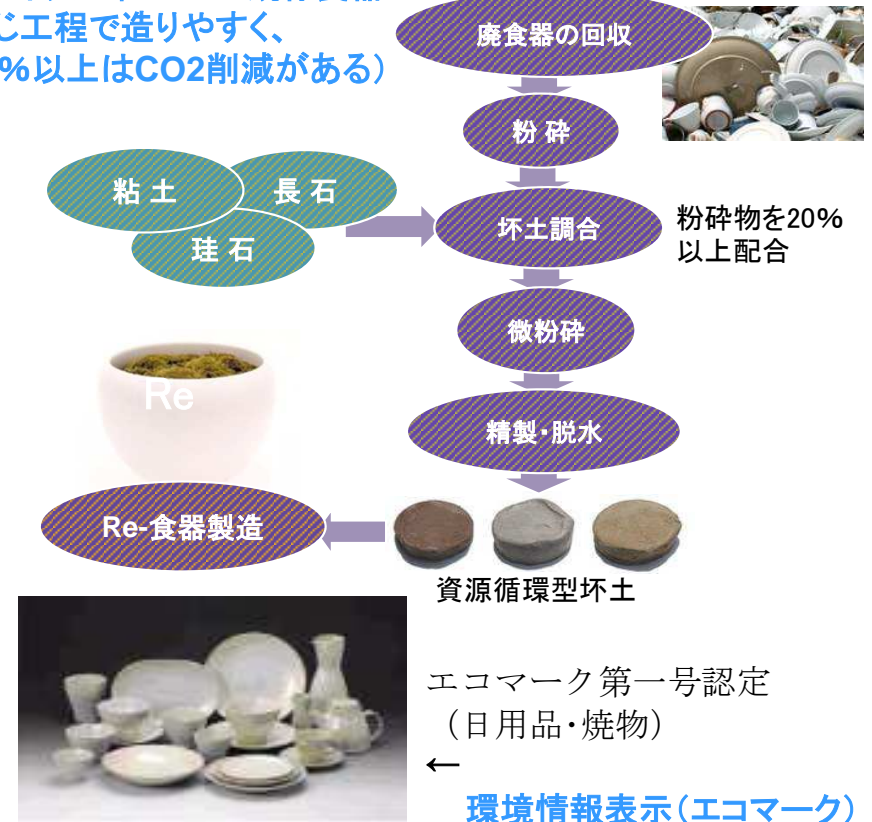 じ工程で造りやすく、
%以上はCO2削減がある）
廃食器の回収
粉 砕
粘 土
長 石
珪 石
坏土調合
粉砕物を20%
以上配合
微粉砕
Re
精製・脱水
Re-食器製造
資源循環型坏土
エコマーク第一号認定
（日用品・焼物）
←
環境情報表示（エコマーク）